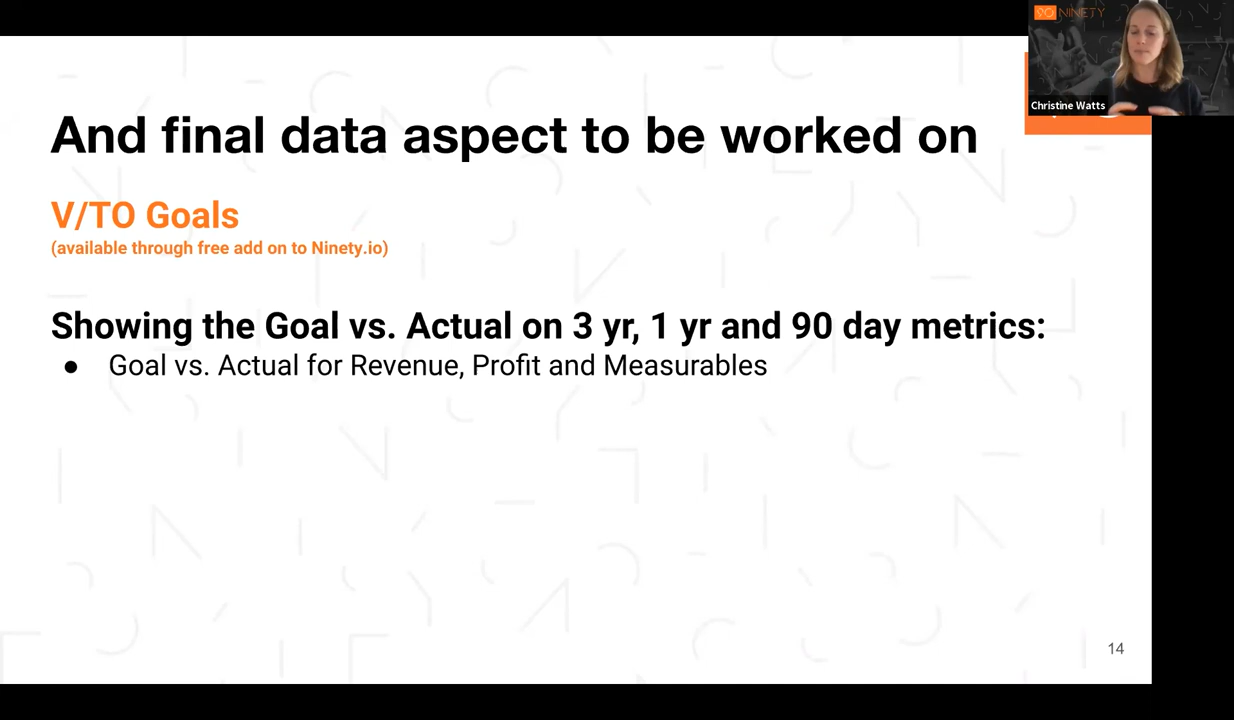 90 NINETY
Christine Watts
And final data aspect to be worked on
V/TO Goals
(available through free add on to Ninety.io)
Showing the Goal vs. Actual on 3 yr, 1 yr and 90 day metrics:
● Goal vs. Actual for Revenue, Profit and Measurables
14